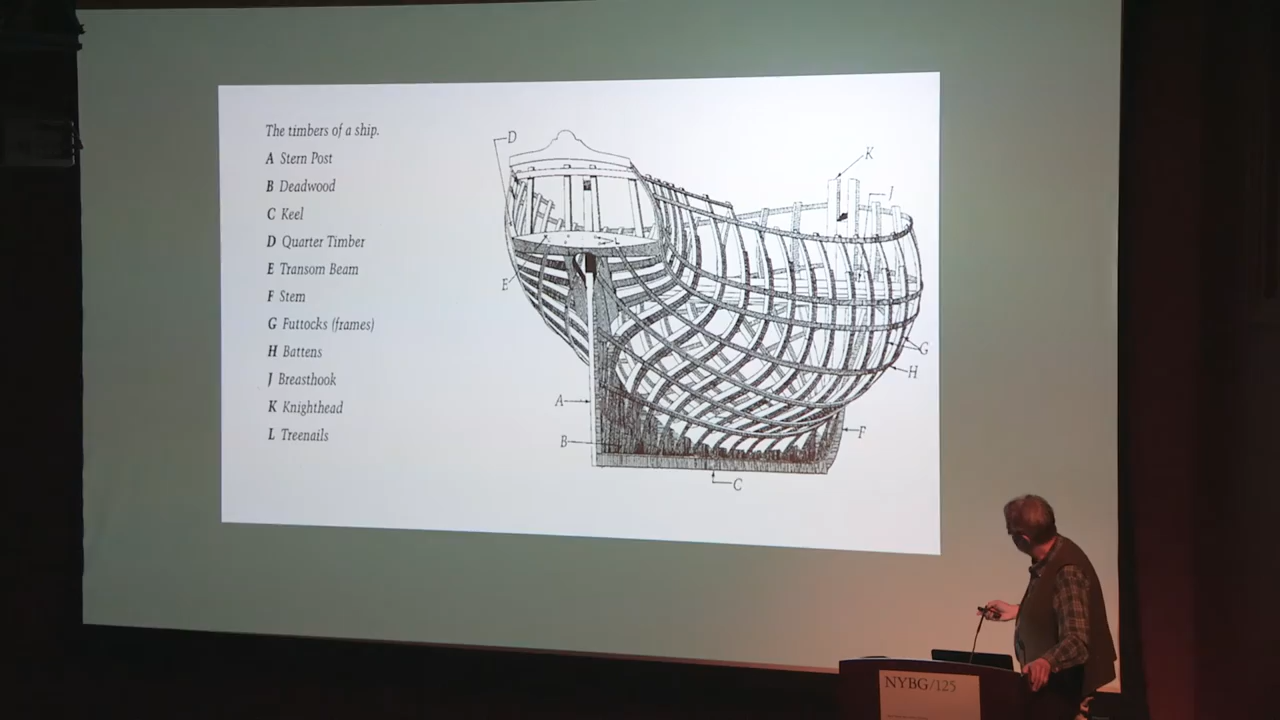 The timbers of a ship.
A Stern Post
B Deadwood
C Keel
D Quarter Timber
E Transom Beam
F Stem
G Futtocks (frames)
H Battens
J Breasthook
K Knighthead
L Treenails
D
K
J
E
G
H
A
F
B
C
NYBG/125